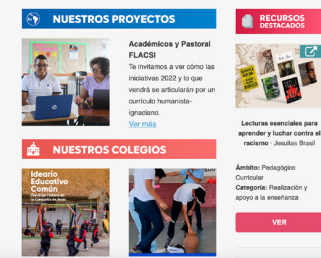 NUESTROS PROYECTOS
Académicos y Pastoral
FLACSI
Te invitamos a ver cómo las
iniciativas 2022 y lo que
vendrá se articularán por un
currículo humanista-
ignaciano.
Ver más
NUESTROS COLEGIOS
Ideario
Educativo
Común
RECURSOS
DESTACADOS
Lecturas esenciales para
aprender y luchar contra el
racismo - Jesuitas Brasil
Ámbito: Pedagógico
Curricular
Categoría: Realización y
apoyo a la enseñanza
VER